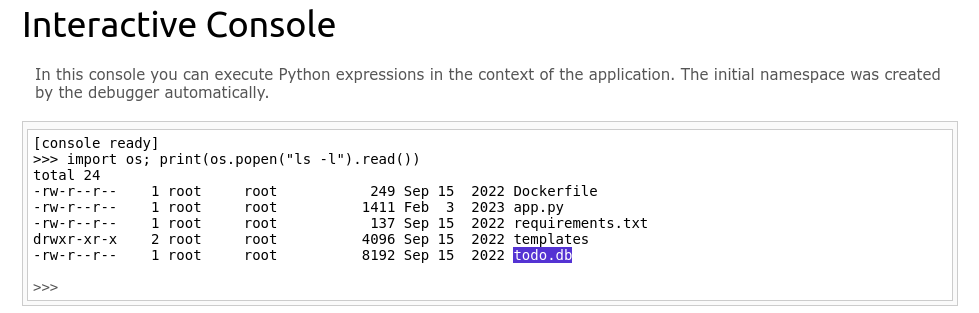 Interactive Console
In this console you can execute Python expressions in the context of the application. The initial namespace was created
by the debugger automatically.
[console ready]
>>> import os; print(os.popen("ls -l").read())
total 24
-rw-r--r--    1 root     root           249 Sep 15  2022 Dockerfile
-rw-r--r--    1 root     root          1411 Feb  3  2023 app.py
-rw-r--r--    1 root     root           137 Sep 15  2022 requirements.txt
drwxr-xr-x    2 root     root          4096 Sep 15  2022 templates
-rw-r--r--    1 root     root          8192 Sep 15  2022 todo.db
>>>